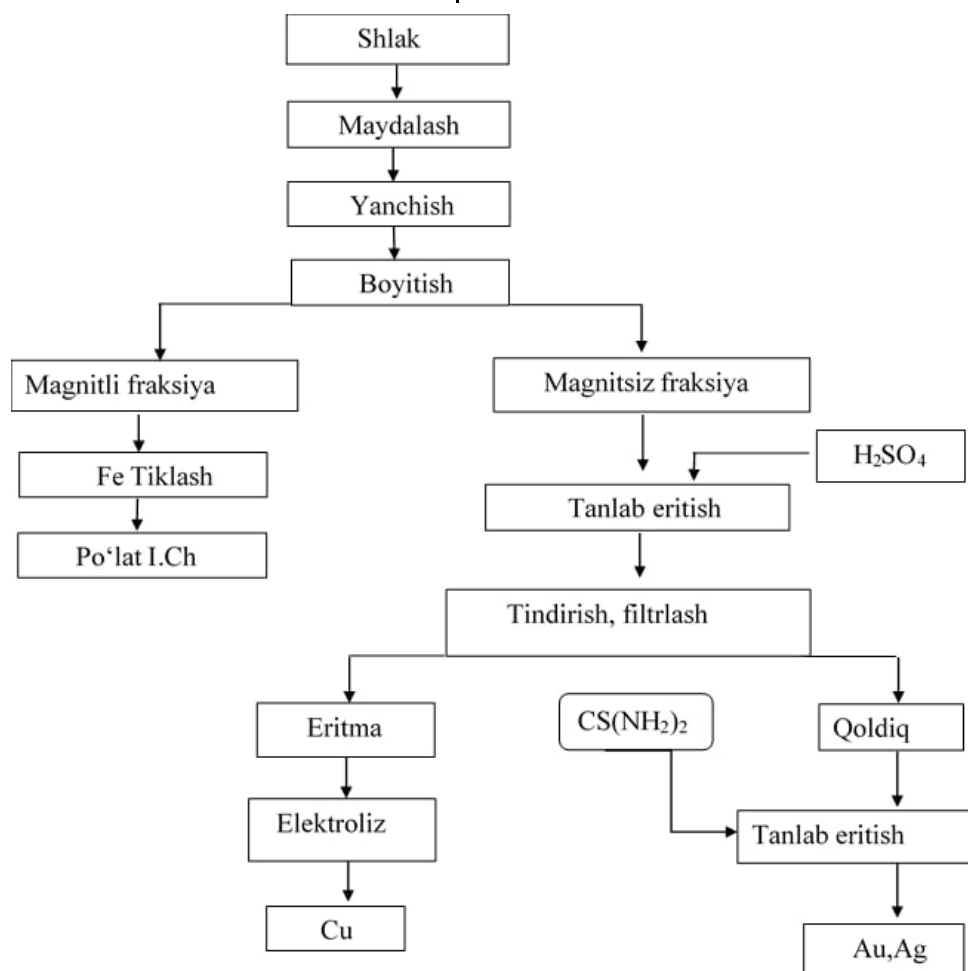 Shlak
Maydalash
Yanchish
Boyitish
Magnitli fraksiya
Magnitsiz fraksiya
H₂SO₄
Fe Tiklash
Tanlab eritish
Po‘lat I.Ch
Tindirish, filtrlash
Eritma
CS(NH₂)₂
Qoldiq
Elektroliz
Tanlab eritish
Cu
Au,Ag